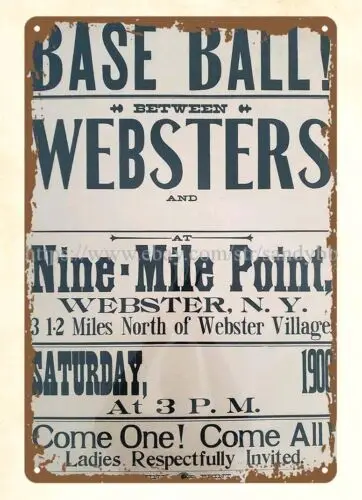 BASE BALL!
BETWEEN
WEBSTERS
AND
AT
Nine-Mile Point,
WEBSTER, N. Y.
3 1-2 Miles North of Webster Village
SATURDAY, 190
At 3 P. M.
Come One! Come All!
Ladies Respectfully Invited.